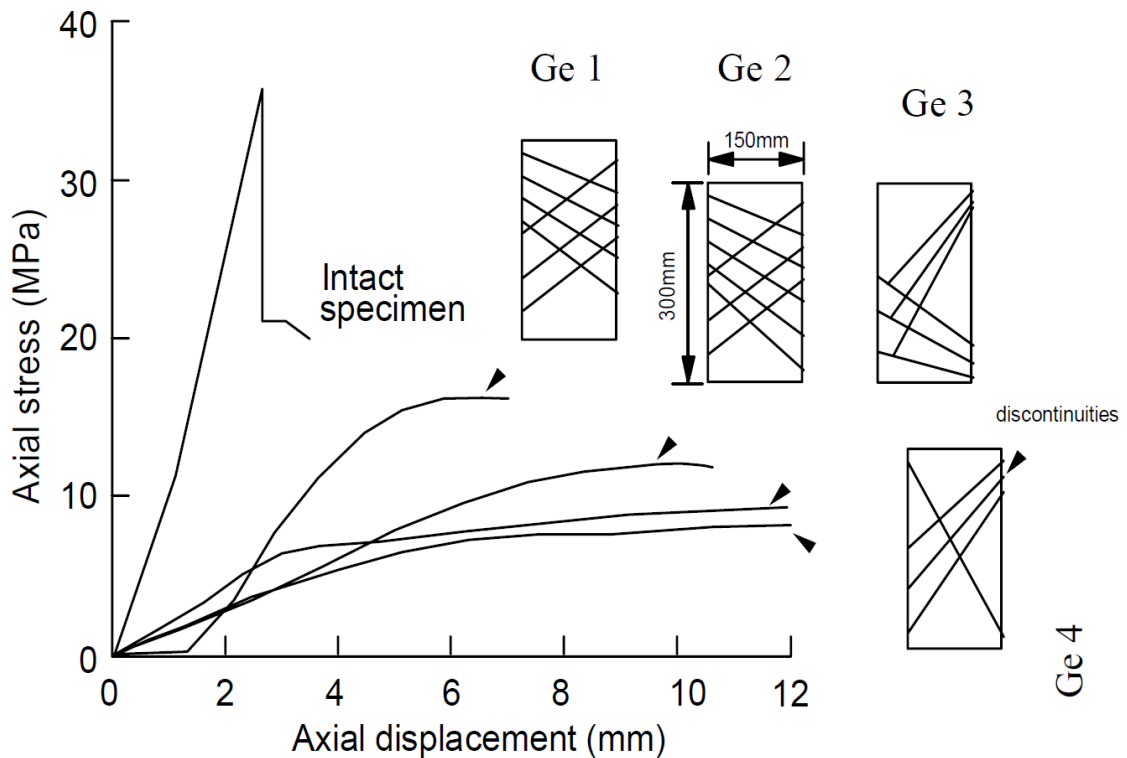 40
30
20
10
0
Axial stress (MPa)
0 2 4 6 8 10 12
Axial displacement (mm)
Intact
specimen
Ge 1
Ge 2
Ge 3
150mm
300mm
discontinuities
Ge 4